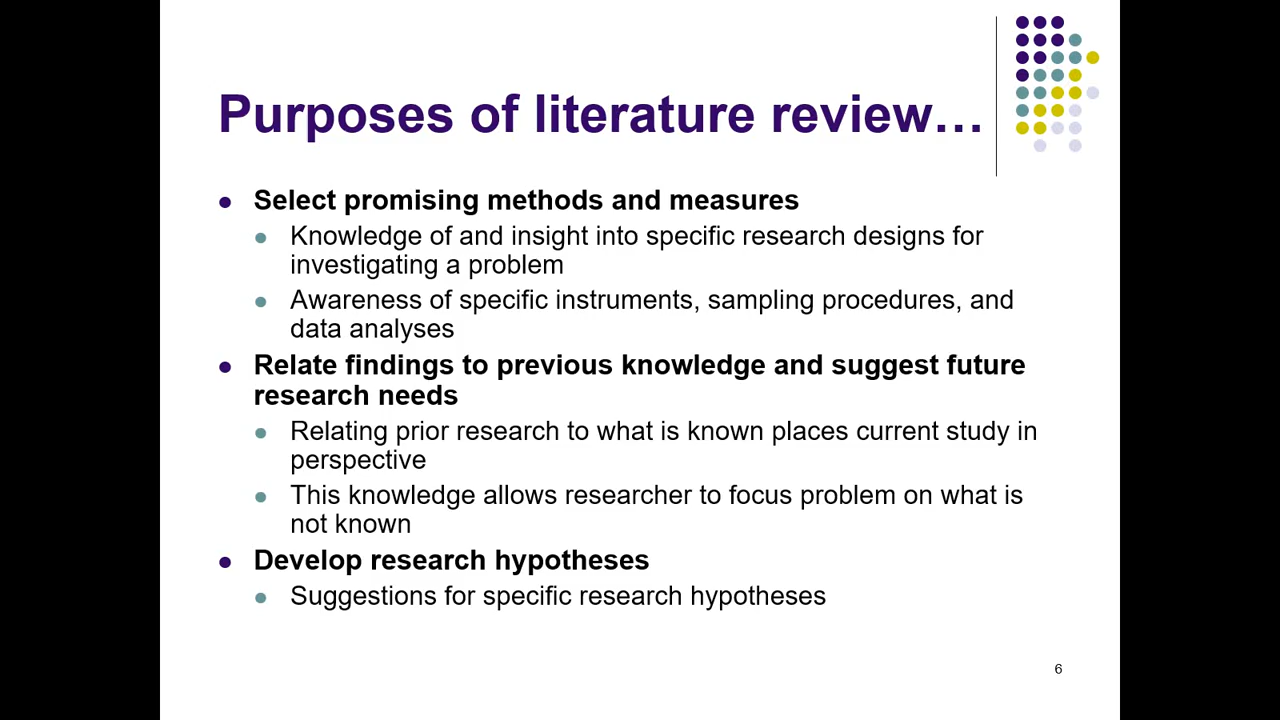 Purposes of literature review…
Select promising methods and measures
Knowledge of and insight into specific research designs for
investigating a problem
Awareness of specific instruments, sampling procedures, and
data analyses
Relate findings to previous knowledge and suggest future
research needs
Relating prior research to what is known places current study in
perspective
This knowledge allows researcher to focus problem on what is
not known
Develop research hypotheses
Suggestions for specific research hypotheses
6